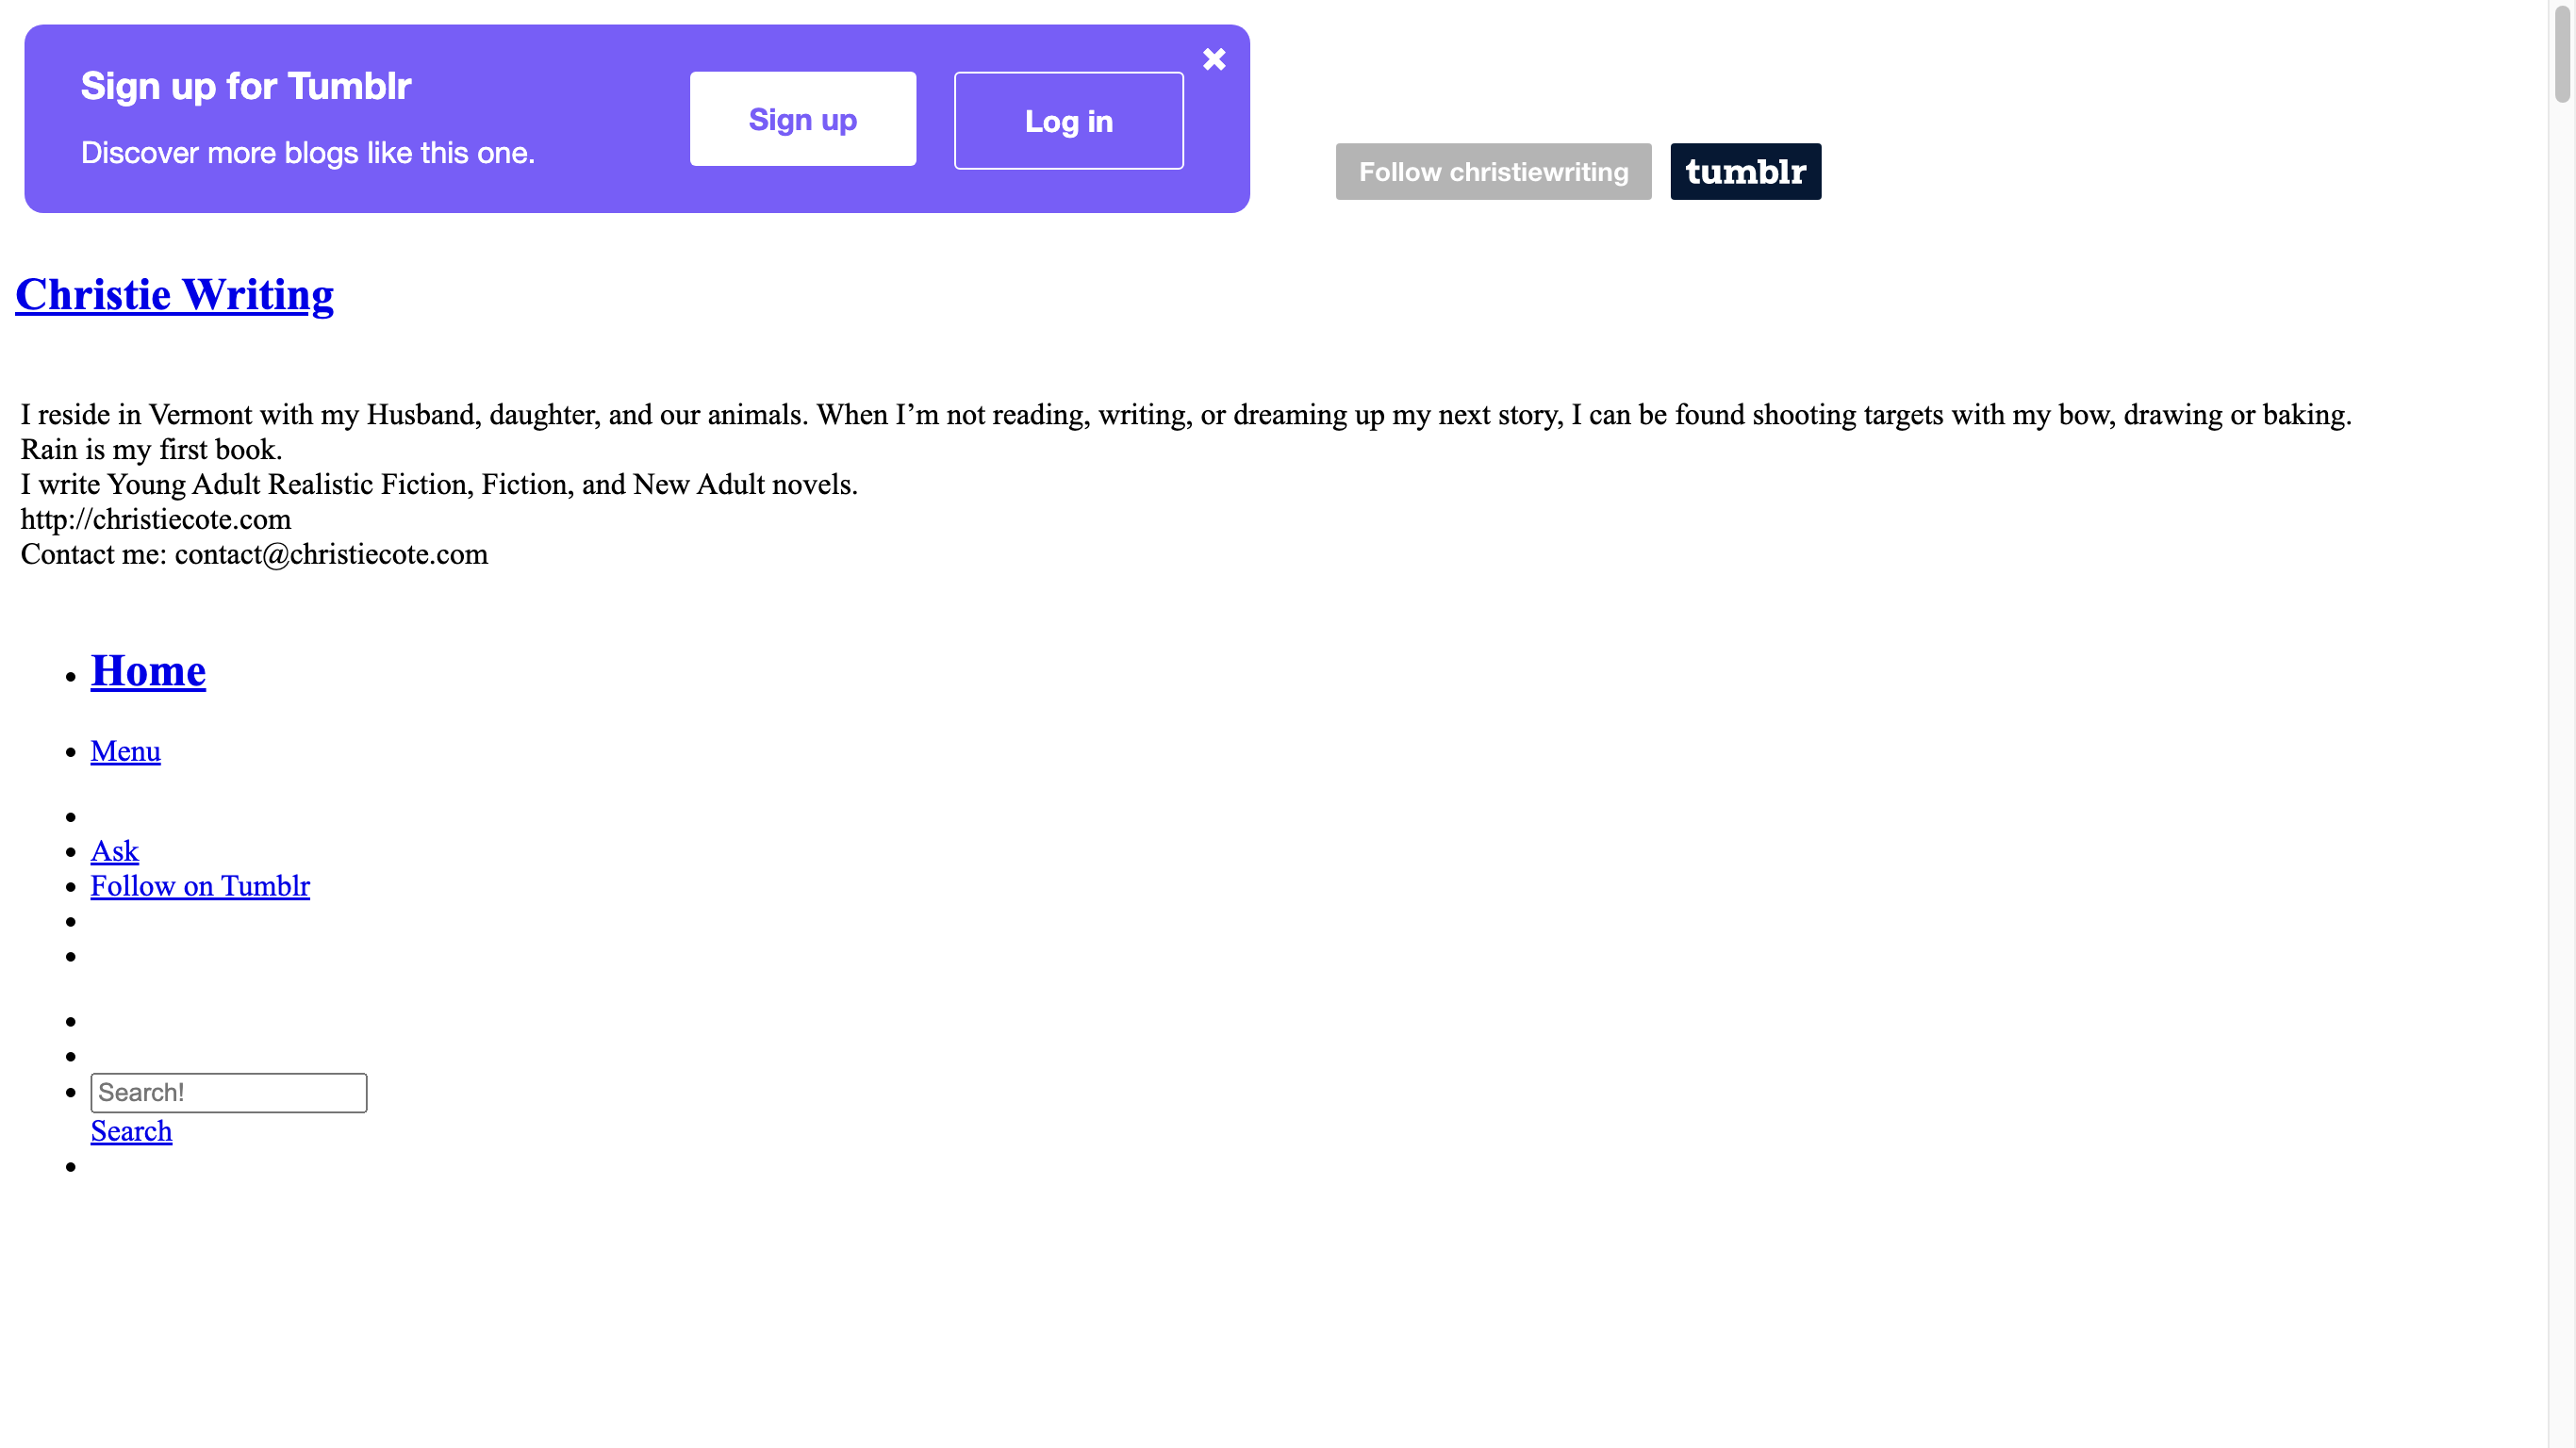 Sign up for Tumblr
Discover more blogs like this one.
Sign up
Log in
Follow christiewriting
tumblr
Christie Writing
I reside in Vermont with my Husband, daughter, and our animals. When I’m not reading, writing, or dreaming up my next story, I can be found shooting targets with my bow, drawing or baking.
Rain is my first book.
I write Young Adult Realistic Fiction, Fiction, and New Adult novels.
http://christiecote.com
Contact me: contact@christiecote.com
Home
Menu
Ask
Follow on Tumblr
Search!
Search